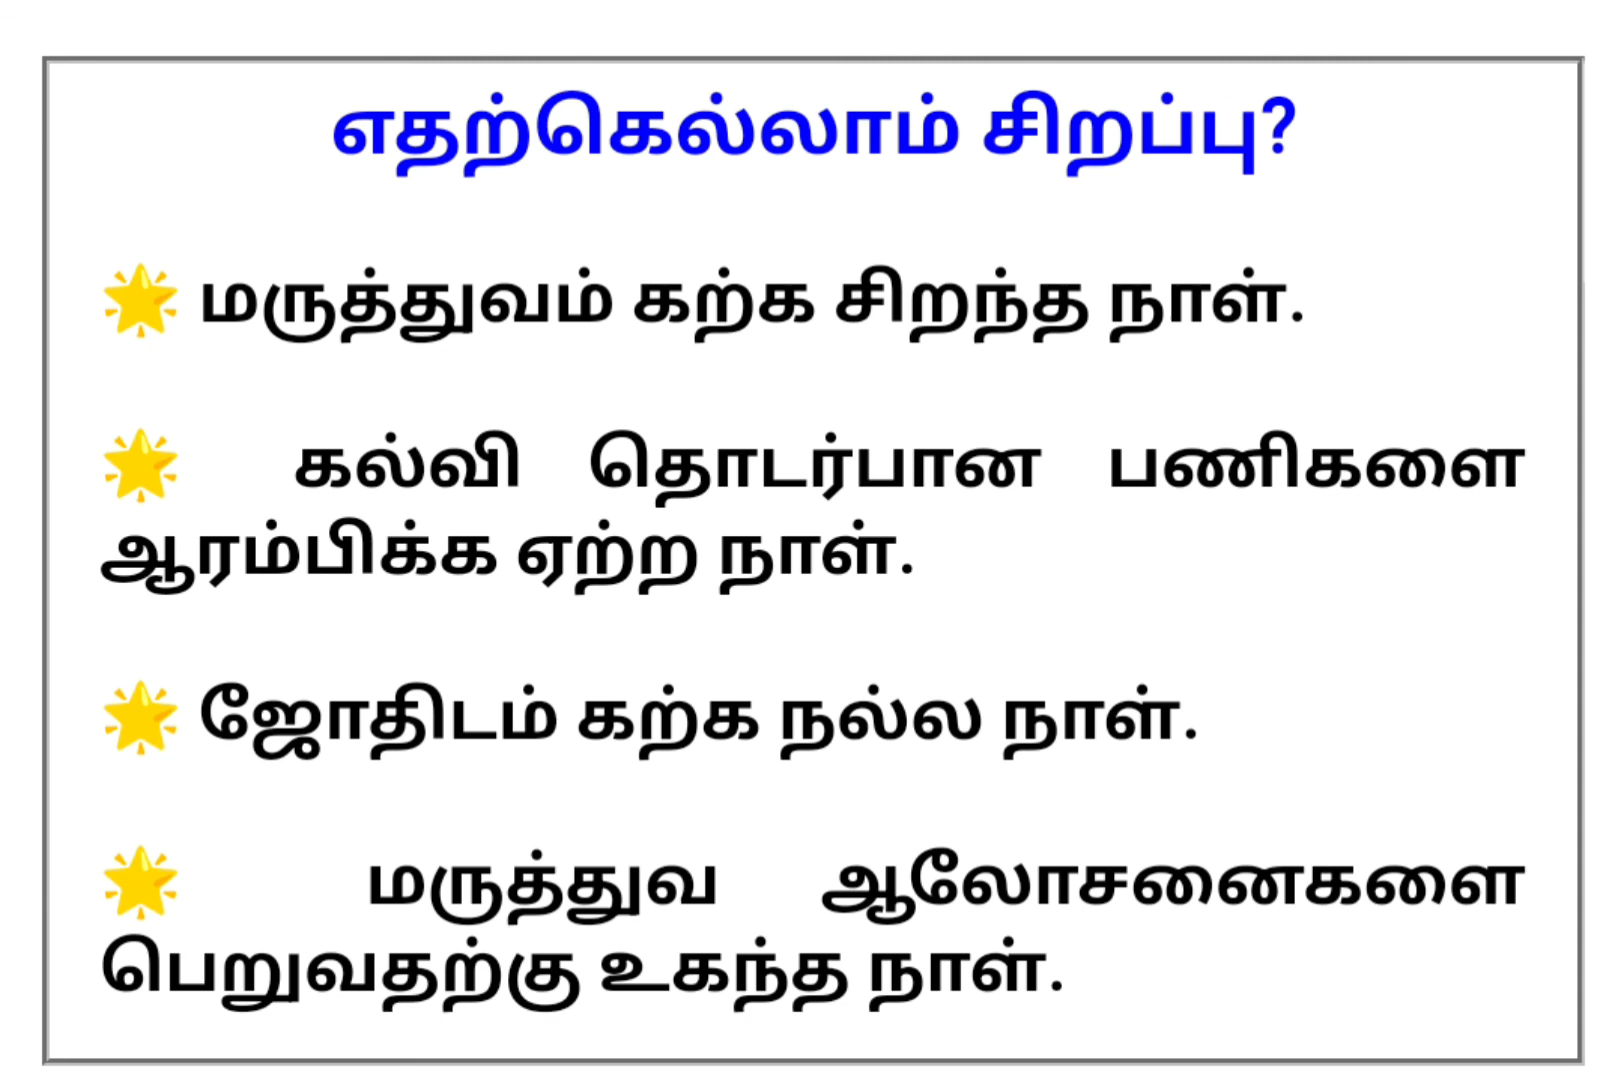 எதற்கெல்லாம் சிறப்பு?
🌟 மருத்துவம் கற்க சிறந்த நாள்.
🌟 கல்வி தொடர்பான பணிகளை
ஆரம்பிக்க ஏற்ற நாள்.
🌟 ஜோதிடம் கற்க நல்ல நாள்.
🌟 மருத்துவ ஆலோசனைகளை
பெறுவதற்கு உகந்த நாள்.